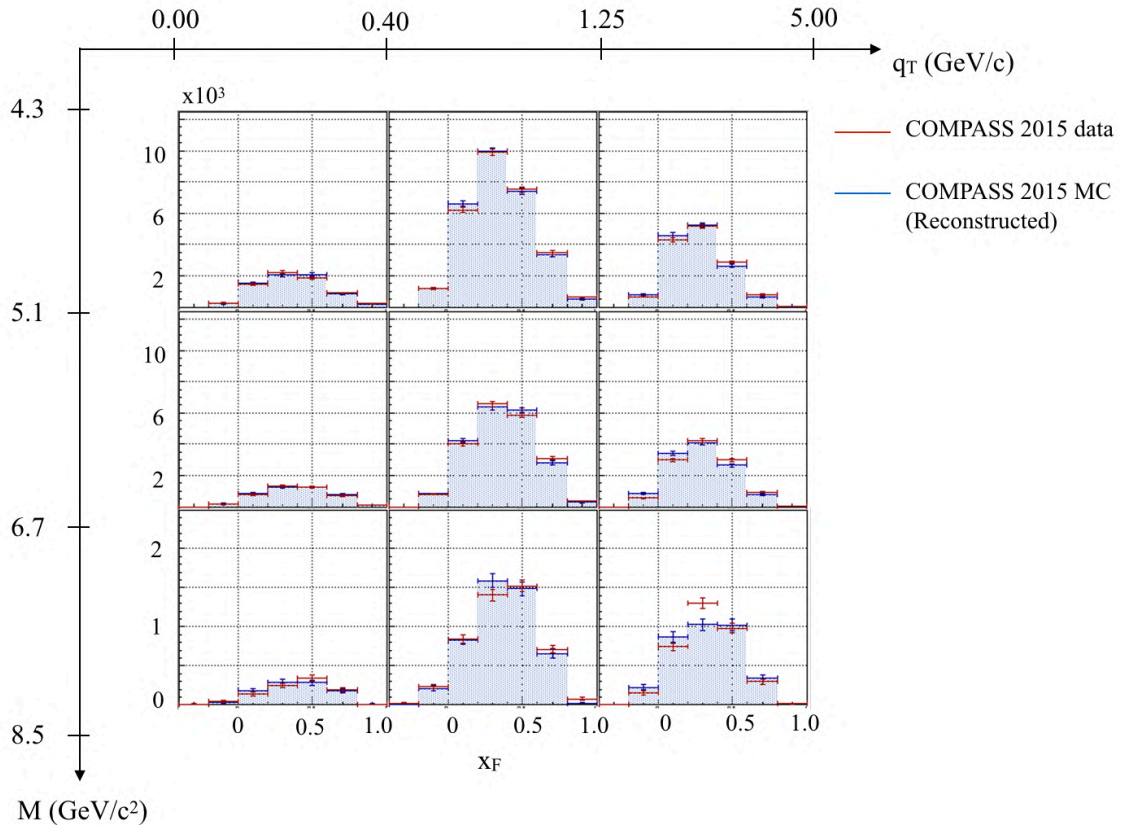 0.00 0.40 1.25 5.00
qT (GeV/c)
4.3
x10³
COMPASS 2015 data
10
COMPASS 2015 MC
(Reconstructed)
6
2
5.1
10
6
2
6.7
2
1
0
0 0.5 1.0 0 0.5 1.0 0 0.5 1.0
8.5
xF
M (GeV/c²)